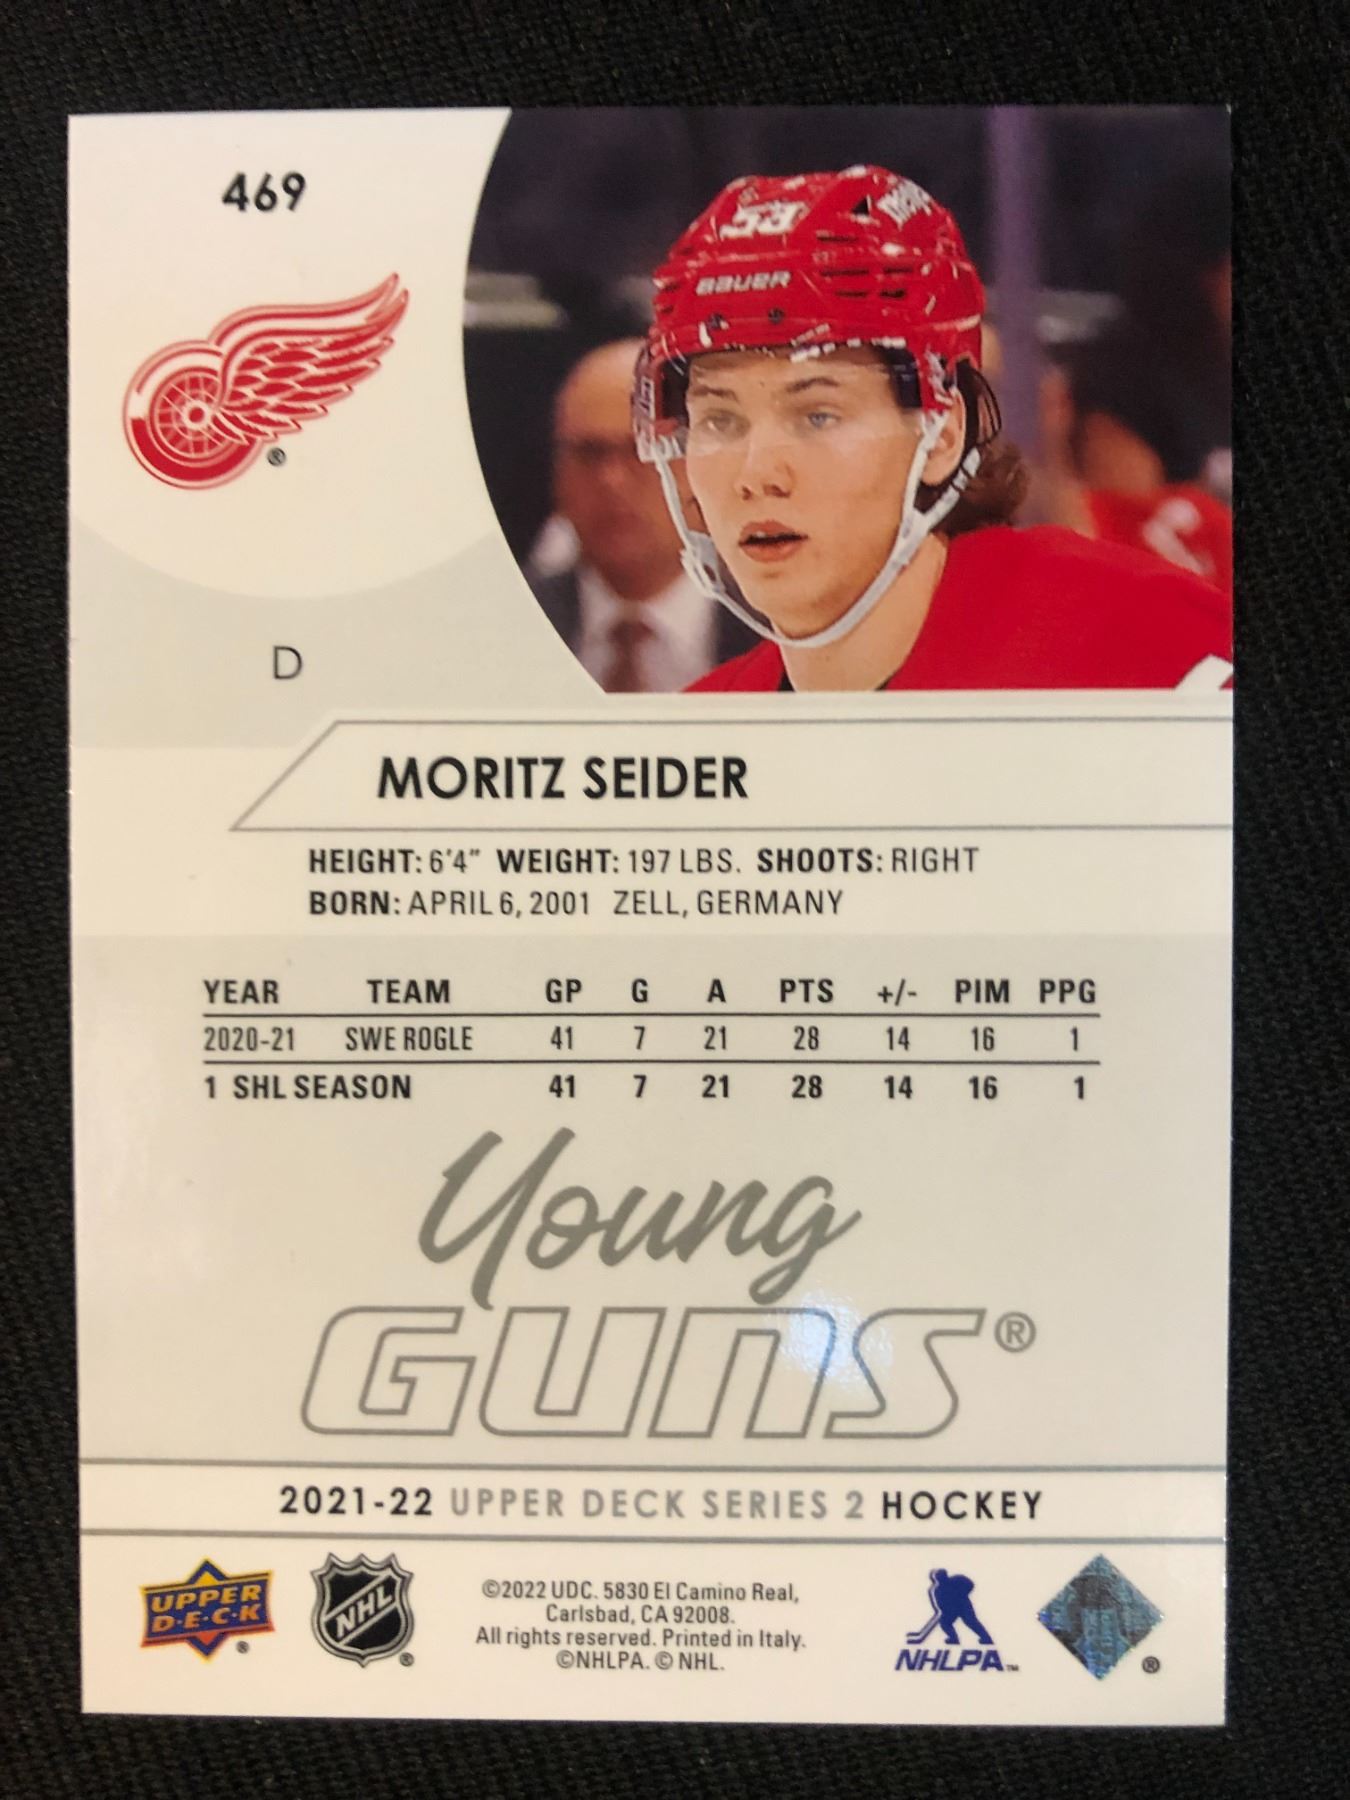 469
53
BAUER
®
D
MORITZ SEIDER
HEIGHT: 6'4" WEIGHT: 197 LBS. SHOOTS: RIGHT
BORN: APRIL 6, 2001 ZELL, GERMANY
YEAR TEAM GP G A PTS +/- PIM PPG
2020-21 SWE ROGLE 41 7 21 28 14 16 1
1 SHL SEASON 41 7 21 28 14 16 1
Young
GUNS®
2021-22 UPPER DECK SERIES 2 HOCKEY
UPPER
D·E·C·K
®
NHL
®
©2022 UDC. 5830 El Camino Real,
Carlsbad, CA 92008.
All rights reserved. Printed in Italy.
©NHLPA. © NHL.
NHLPA™
®